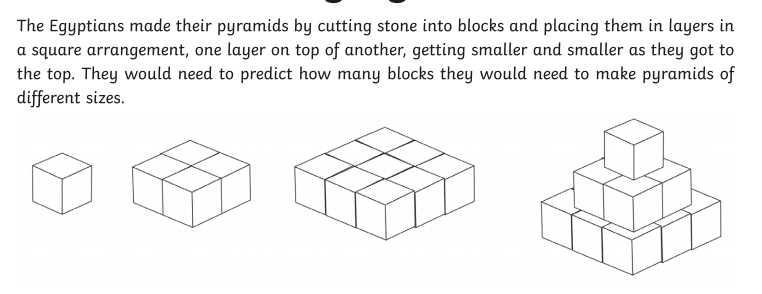 The Egyptians made their pyramids by cutting stone into blocks and placing them in layers in
a square arrangement, one layer on top of another, getting smaller and smaller as they got to
the top. They would need to predict how many blocks they would need to make pyramids of
different sizes.